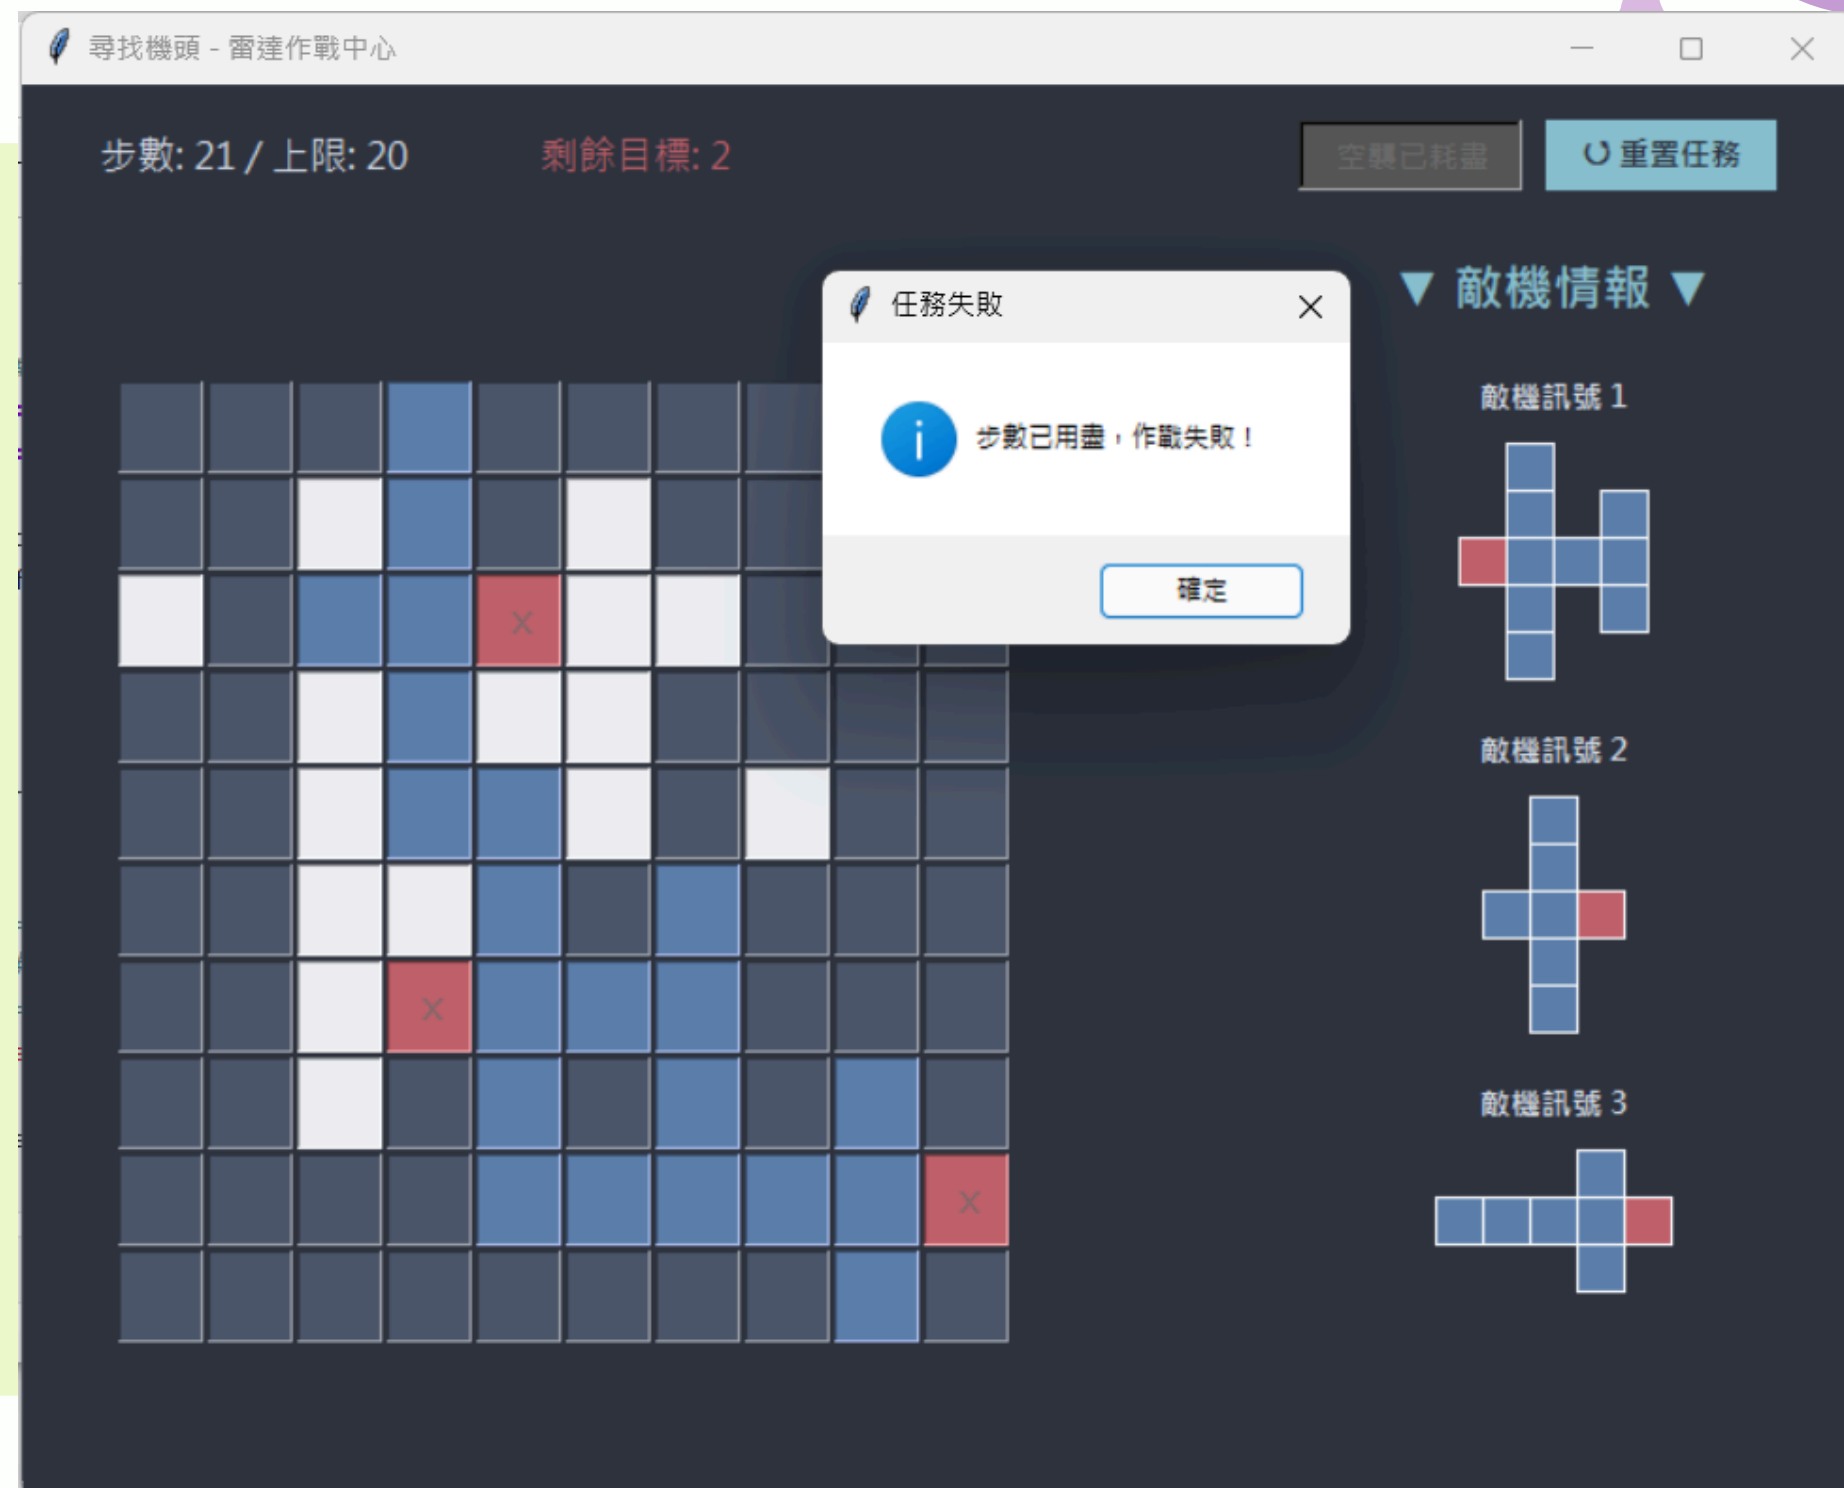 尋找機頭 - 雷達作戰中心
步數: 21 / 上限: 20
剩餘目標: 2
空襲已耗盡
重置任務
▼ 敵機情報 ▼
任務失敗
步數已用盡，作戰失敗！
確定
敵機訊號 1
敵機訊號 2
敵機訊號 3
X
X
X